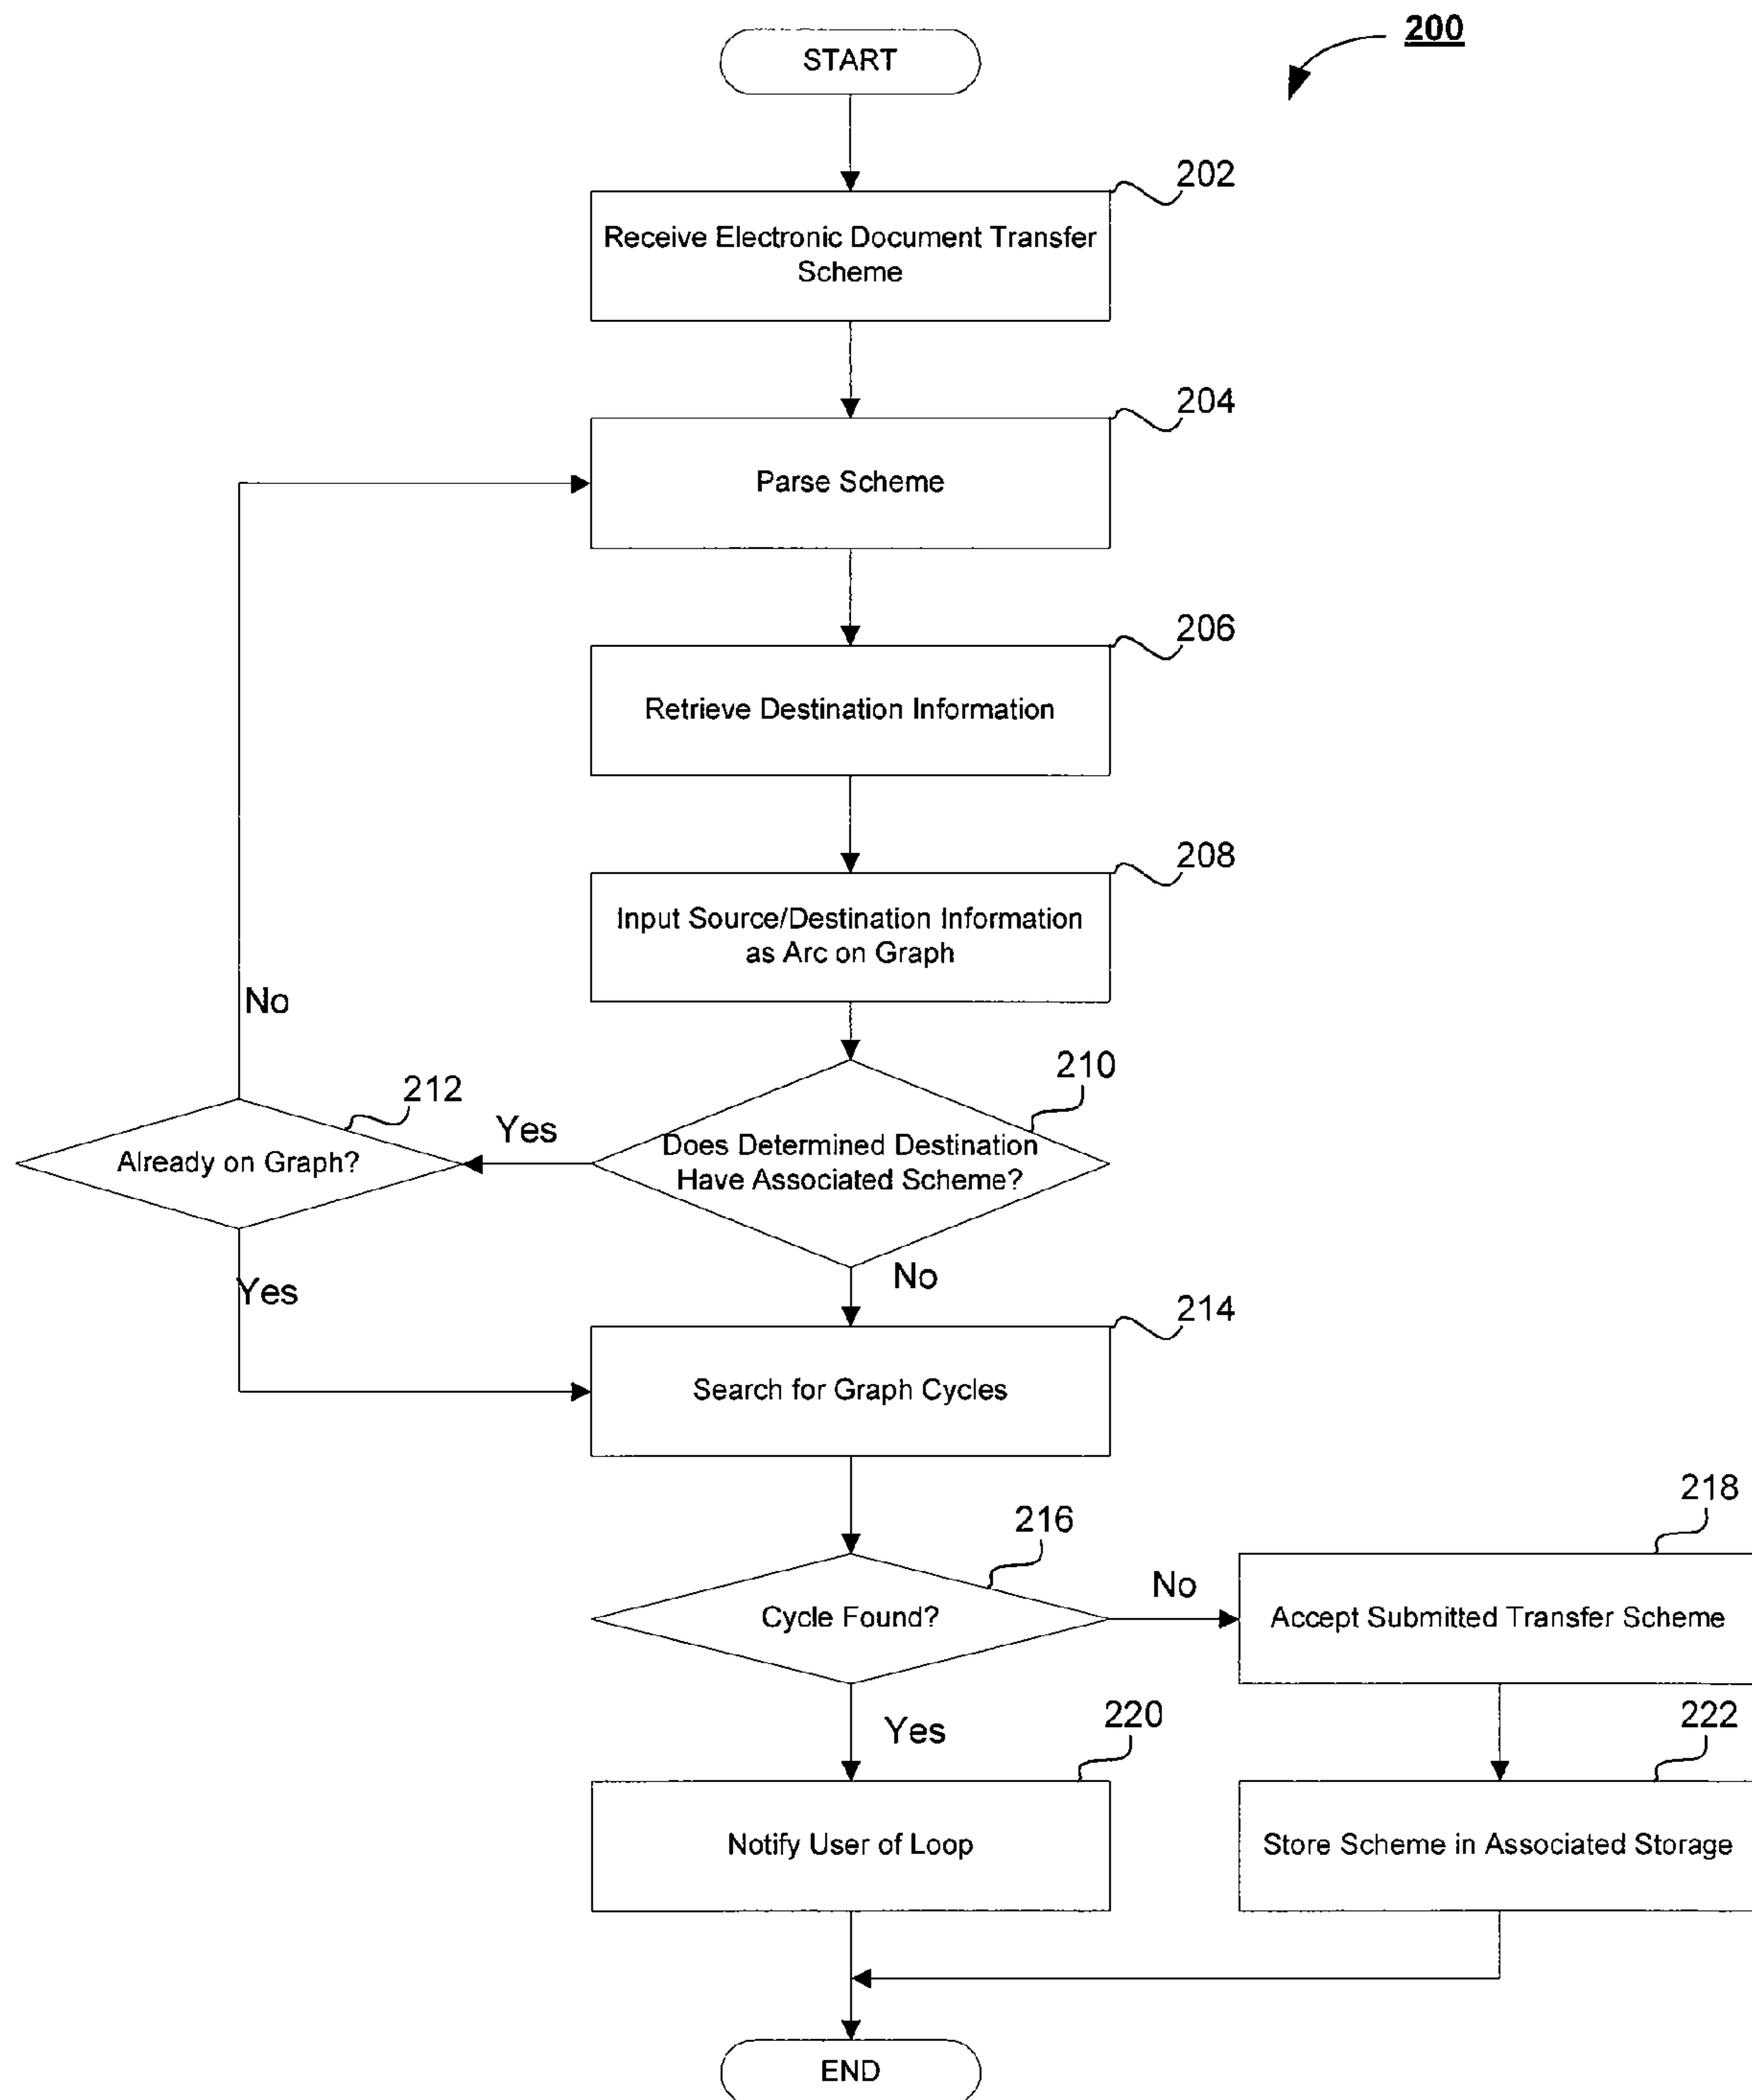 200
START
202
Receive Electronic Document Transfer
Scheme
204
Parse Scheme
206
Retrieve Destination Information
208
Input Source/Destination Information
as Arc on Graph
No
210
212
Yes
Does Determined Destination
Have Associated Scheme?
Already on Graph?
No
Yes
214
Search for Graph Cycles
218
216
No
Cycle Found?
Accept Submitted Transfer Scheme
220
222
Yes
Notify User of Loop
Store Scheme in Associated Storage
END